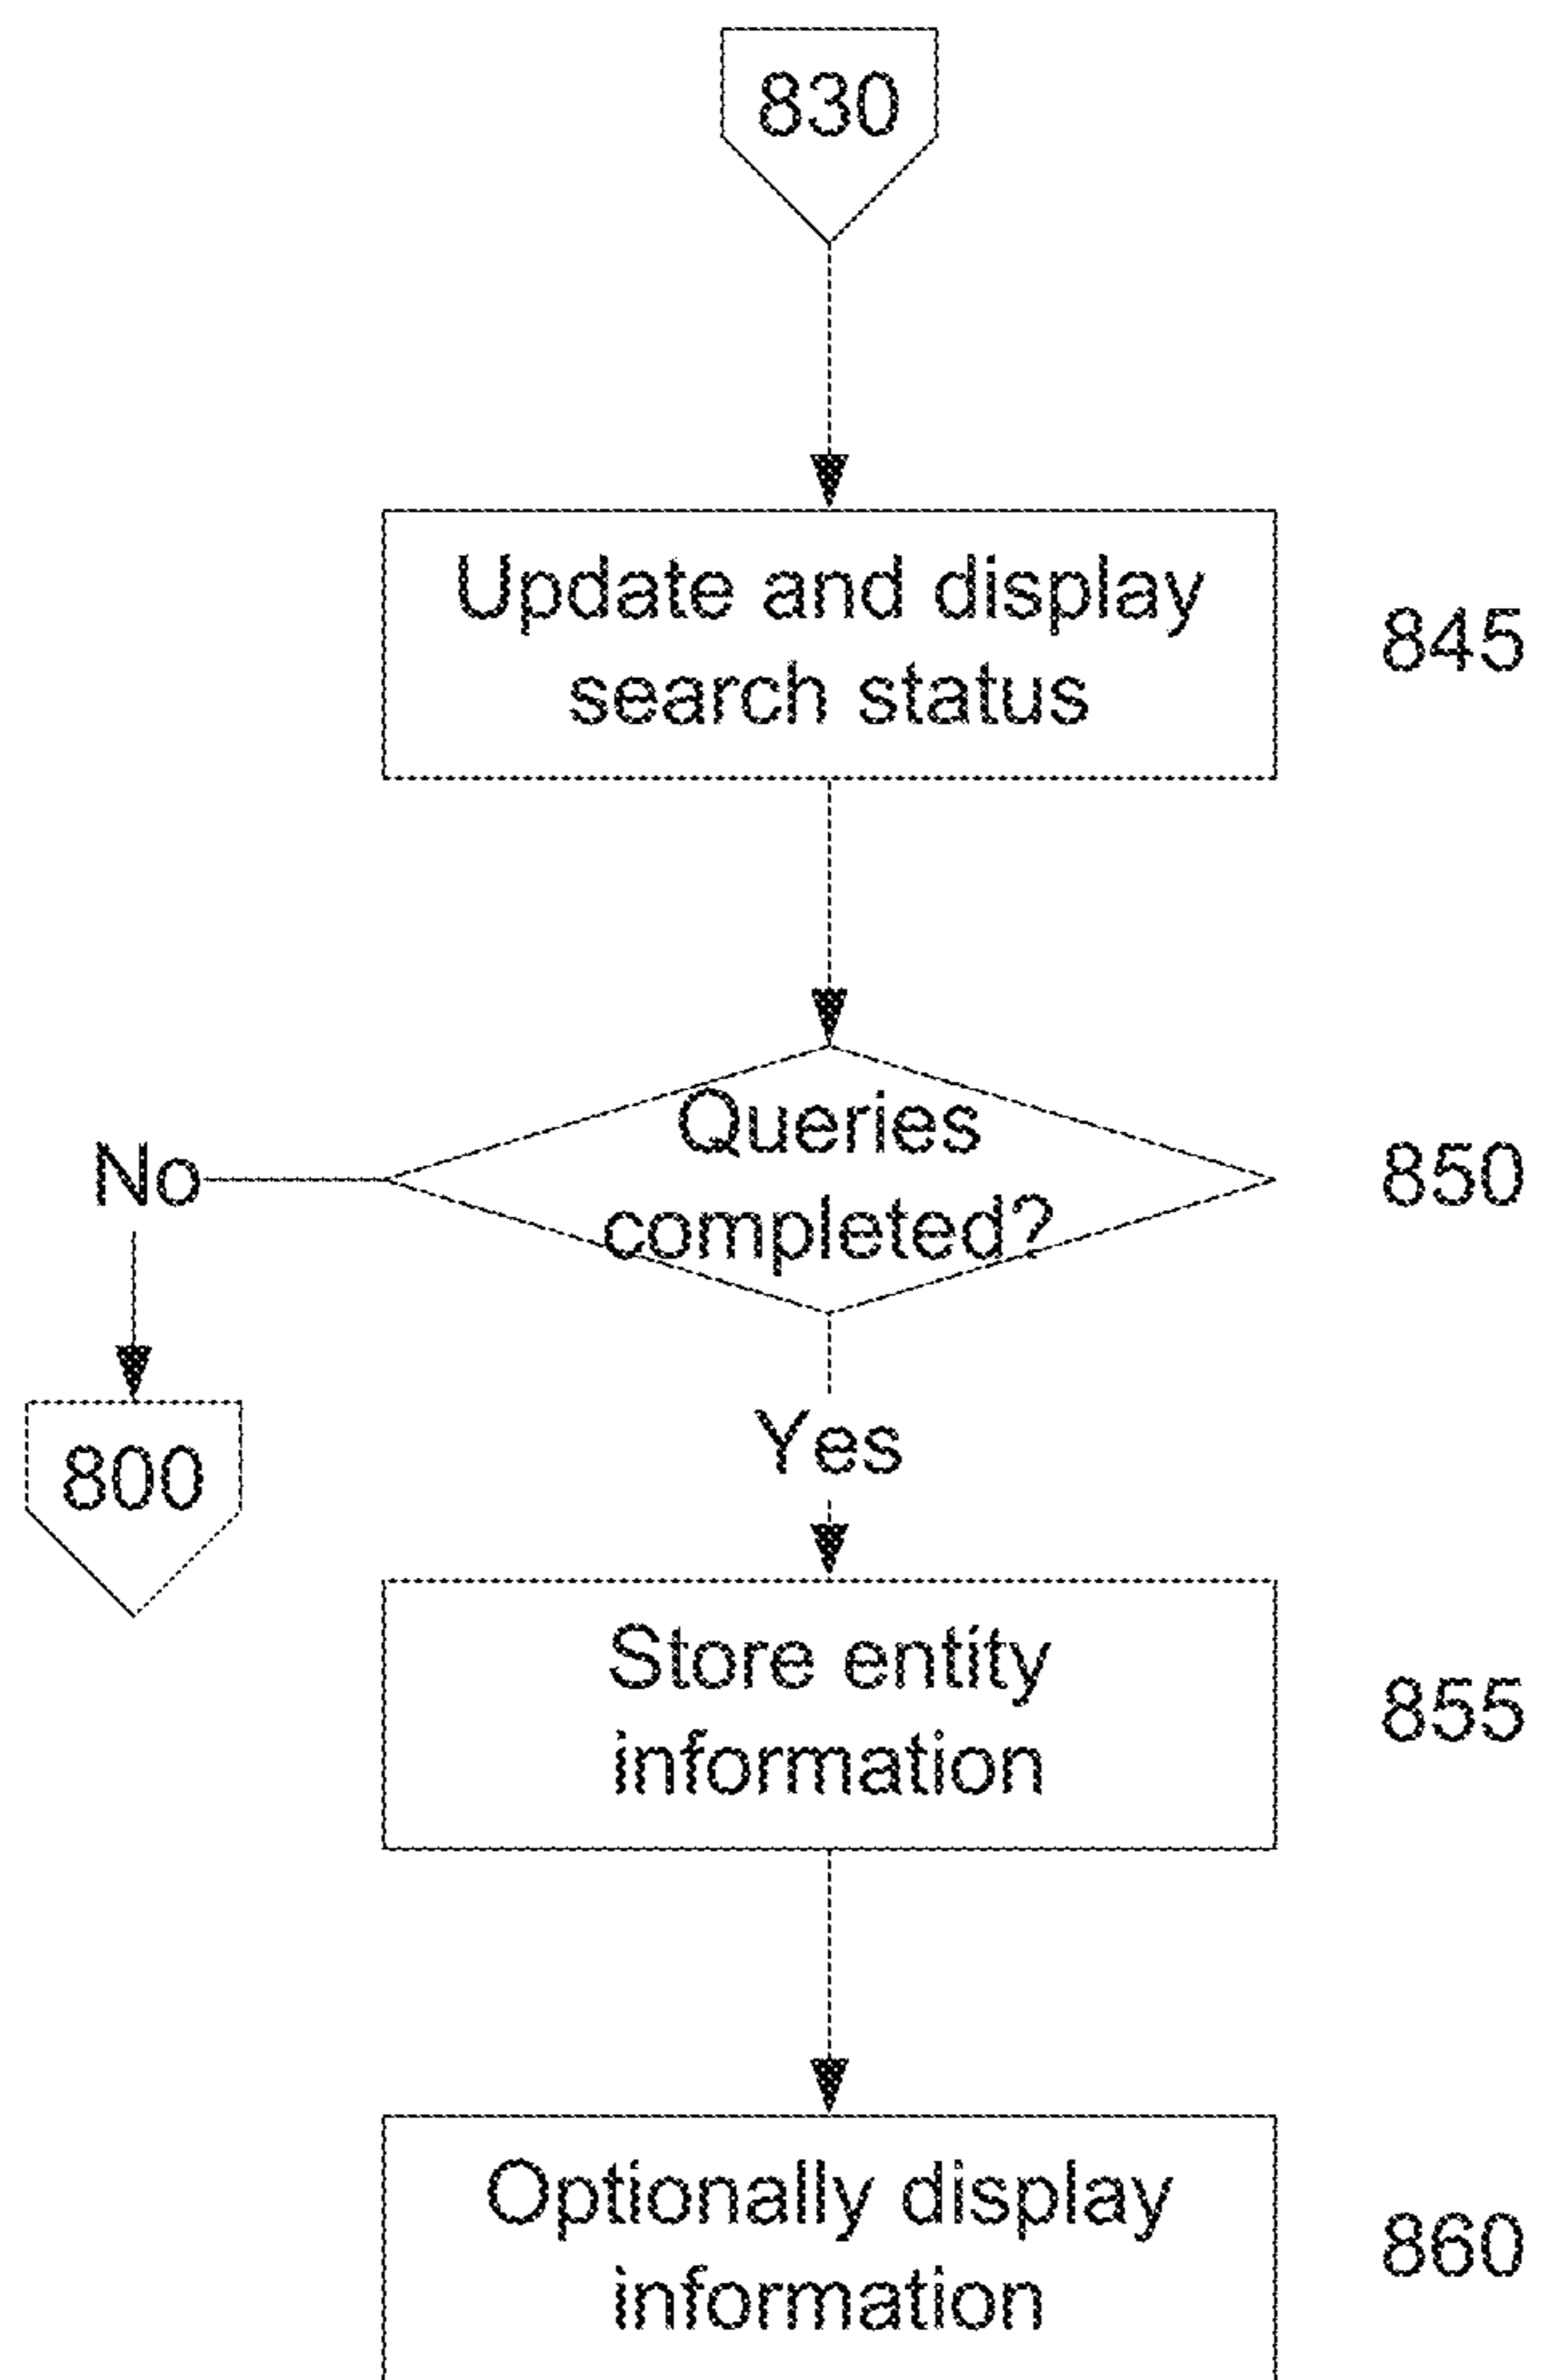 830
Update and display
search status
845
Queries
completed?
850
No
800
Yes
Store entity
information
855
Optionally display
information
860